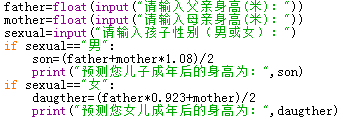 father=float(input("请输入父亲身高(米)："))
mother=float(input("请输入母亲身高(米)："))
sexual=input("请输入孩子性别（男或女）：")
if sexual=="男":
    son=(father+mother*1.08)/2
    print("预测您儿子成年后的身高为：",son)
if sexual=="女":
    daugther=(father*0.923+mother)/2
    print("预测您女儿成年后的身高为：",daugther)